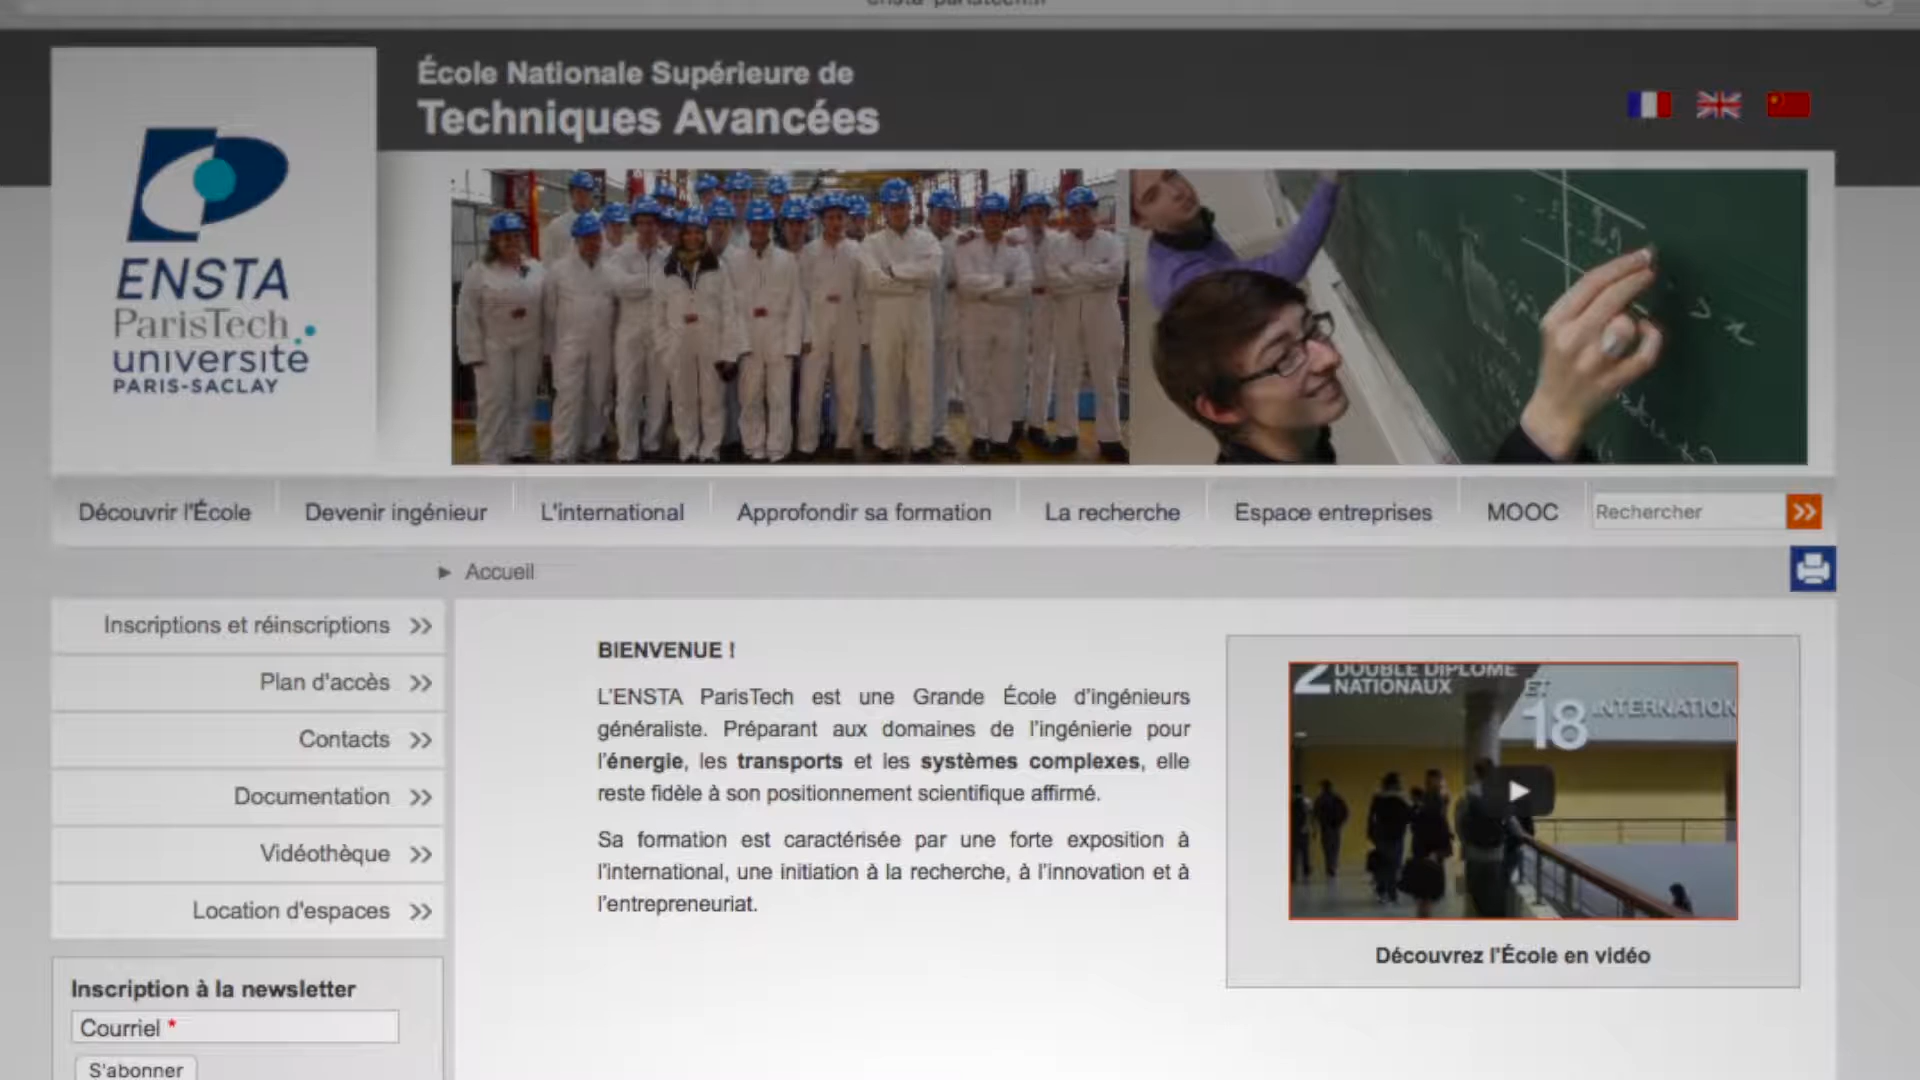 École Nationale Supérieure de
Techniques Avancées
ENSTA
ParisTech
université
PARIS-SACLAY
Découvrir l'École
Devenir ingénieur
L'international
Approfondir sa formation
La recherche
Espace entreprises
MOOC
Rechercher
► Accueil
Inscriptions et réinscriptions
Plan d'accès
Contacts
Documentation
Vidéothèque
Location d'espaces
Inscription à la newsletter
Courriel *
S'abonner
BIENVENUE !
L'ENSTA ParisTech est une Grande École d'ingénieurs
généraliste. Préparant aux domaines de l'ingénierie pour
l'énergie, les transports et les systèmes complexes, elle
reste fidèle à son positionnement scientifique affirmé.
Sa formation est caractérisée par une forte exposition à
l'international, une initiation à la recherche, à l'innovation et à
l'entrepreneuriat.
2 DOUBLE DIPLOME
NATIONAUX
ET
18
Découvrez l'École en vidéo